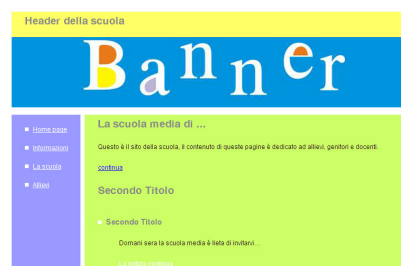 Header della scuola
Banner
Home page
Informazioni
La scuola
Allievi
La scuola media di ...
Questo è il sito della scuola, il contenuto di queste pagine è dedicato ad allievi, genitori e docenti.
continua
Secondo Titolo
Secondo Titolo
Domani sera la scuola media è lieta di invitarvi...